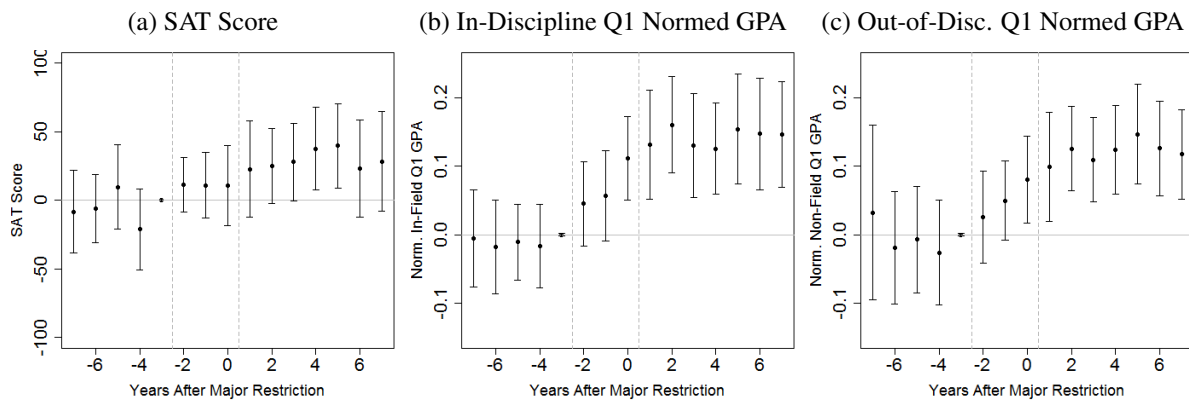 (a) SAT Score
(b) In-Discipline Q1 Normed GPA
(c) Out-of-Disc. Q1 Normed GPA
SAT Score
100
50
0
-50
-100
-6 -4 -2 0 2 4 6
Years After Major Restriction
Norm. In-Field Q1 GPA
0.2
0.1
0.0
-0.1
-6 -4 -2 0 2 4 6
Years After Major Restriction
Norm. Non-Field Q1 GPA
0.2
0.1
0.0
-0.1
-6 -4 -2 0 2 4 6
Years After Major Restriction